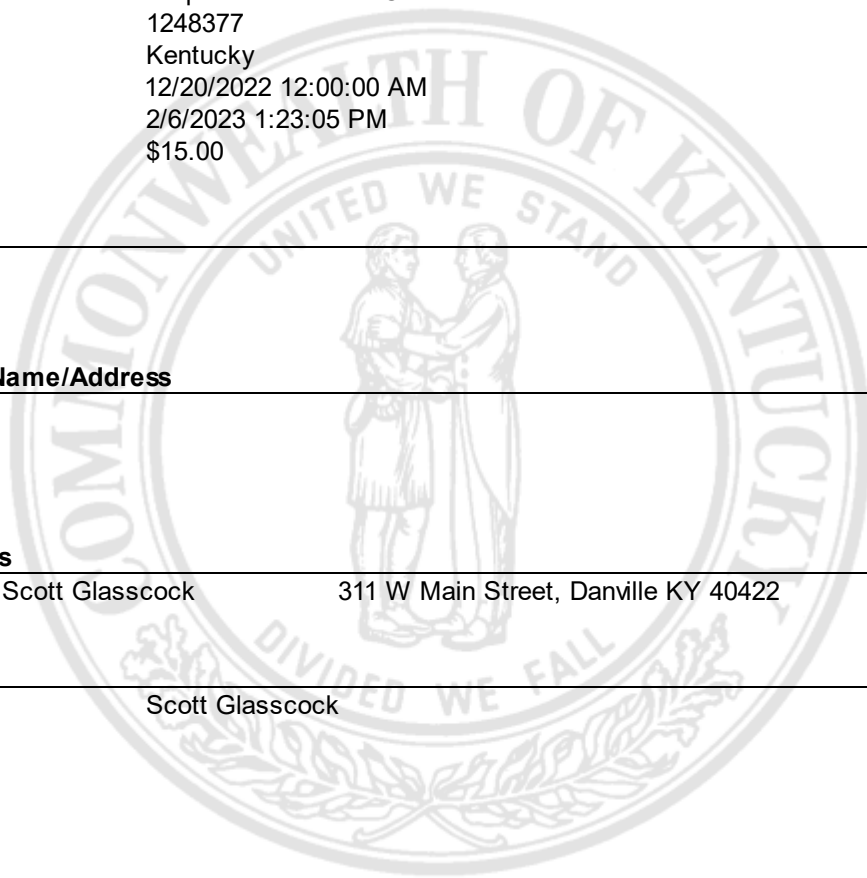 1248377
Kentucky
12/20/2022 12:00:00 AM
2/6/2023 1:23:05 PM
$15.00
COMMONWEALTH OF KENTUCKY
UNITED WE STAND
Name/Address
s
Scott Glasscock 311 W Main Street, Danville KY 40422
DIVIDED WE FALL
Scott Glasscock